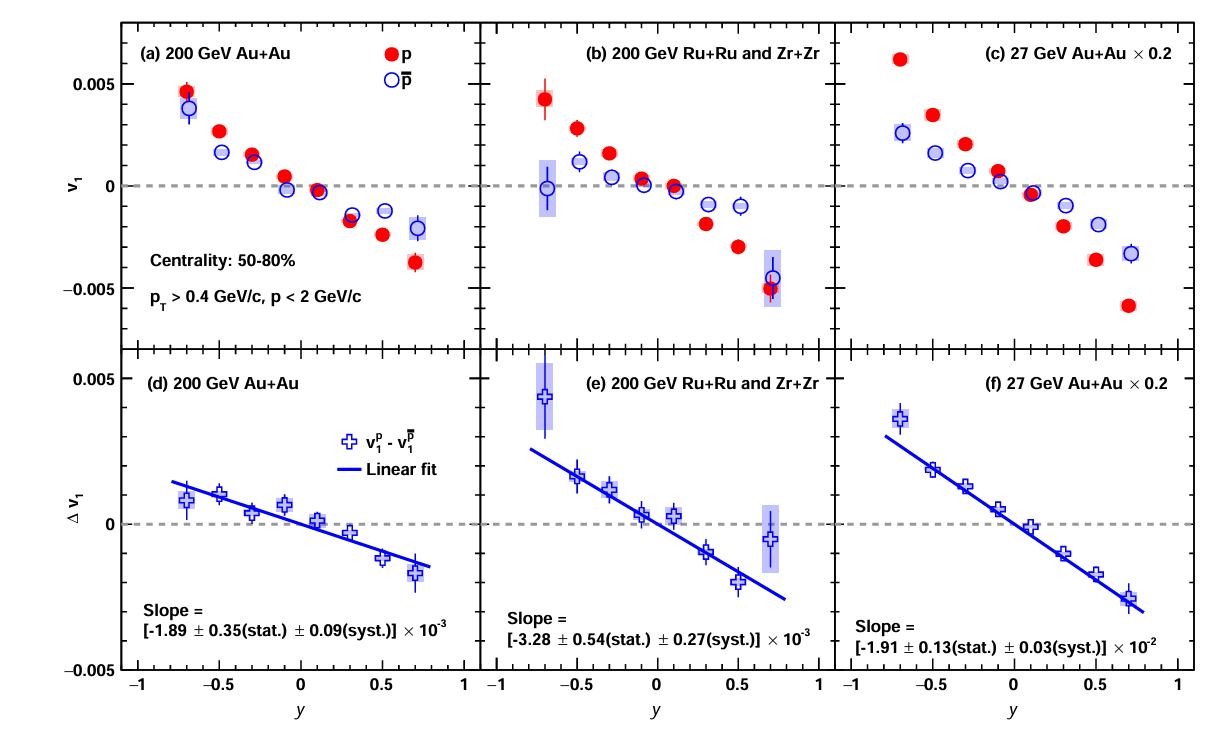 (a) 200 GeV Au+Au
p
p̅
(b) 200 GeV Ru+Ru and Zr+Zr
(c) 27 GeV Au+Au × 0.2
0.005
v₁
0
Centrality: 50-80%
−0.005
p_T > 0.4 GeV/c, p < 2 GeV/c
0.005
(d) 200 GeV Au+Au
(e) 200 GeV Ru+Ru and Zr+Zr
(f) 27 GeV Au+Au × 0.2
v₁^p - v₁^p̅
Linear fit
Δ v₁
0
Slope =
[-1.89 ± 0.35(stat.) ± 0.09(syst.)] × 10⁻³
Slope =
[-3.28 ± 0.54(stat.) ± 0.27(syst.)] × 10⁻³
Slope =
[-1.91 ± 0.13(stat.) ± 0.03(syst.)] × 10⁻²
−0.005
−1 −0.5 0 0.5 1
−1 −0.5 0 0.5 1
−1 −0.5 0 0.5 1
y
y
y